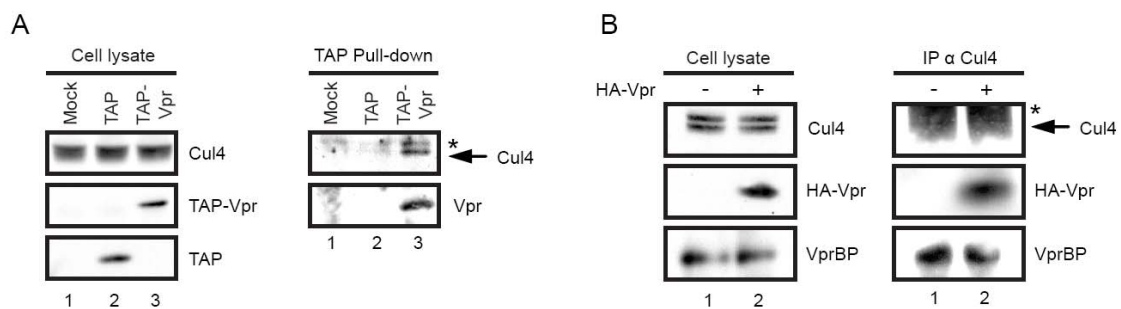 A
Cell lysate
Mock
TAP
TAP-
Vpr
Cul4
TAP-Vpr
TAP
1 2 3
TAP Pull-down
Mock
TAP
TAP-
Vpr
*
Cul4
Vpr
1 2 3
B
Cell lysate
HA-Vpr - +
Cul4
HA-Vpr
VprBP
1 2
IP α Cul4
- +
*
Cul4
HA-Vpr
VprBP
1 2